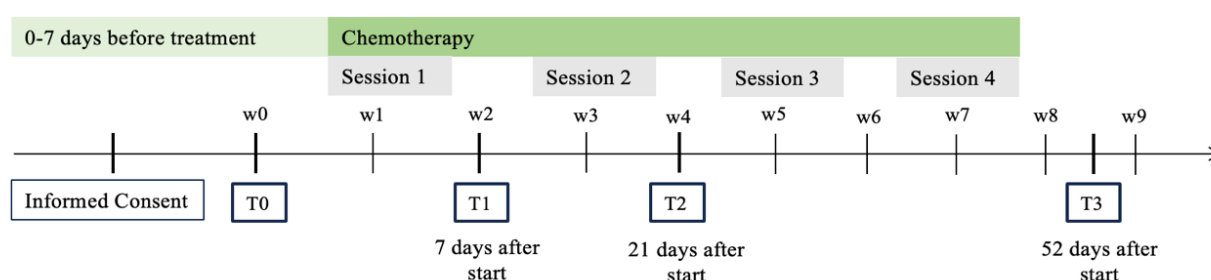 0-7 days before treatment
Chemotherapy
Session 1
Session 2
Session 3
Session 4
w0
w1
w2
w3
w4
w5
w6
w7
w8
w9
Informed Consent
T0
T1
T2
T3
7 days after
start
21 days after
start
52 days after
start